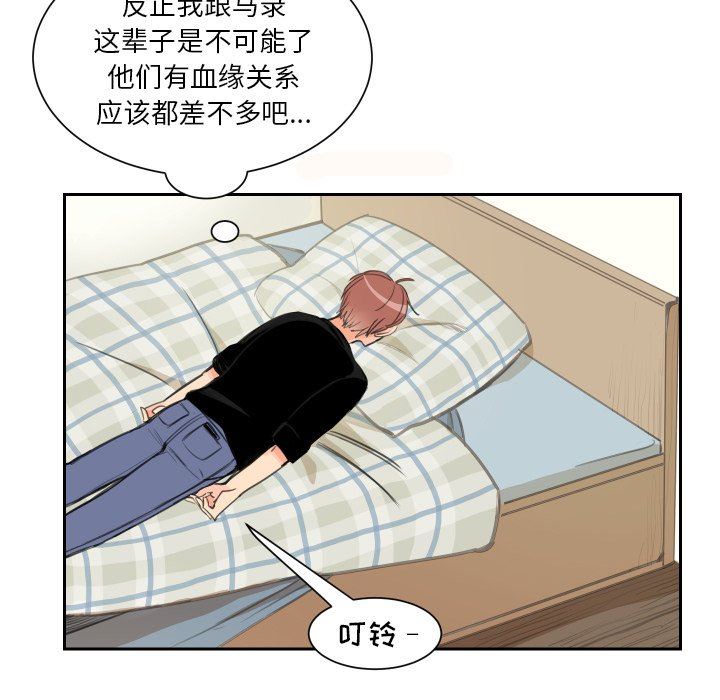 反正我跟马录
这辈子是不可能了
他们有血缘关系
应该都差不多吧...
叮铃-